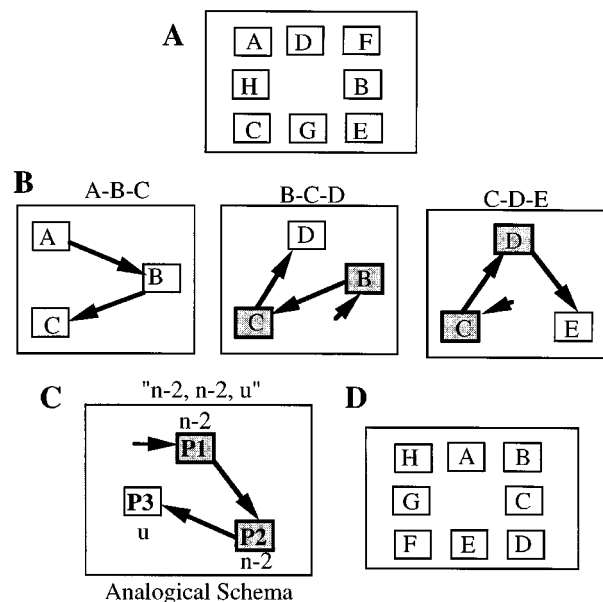 A
A D F
H B
C G E
B
A-B-C
A
B
C
B-C-D
D
B
C
C-D-E
D
C
E
C
"n-2, n-2, u"
n-2
P1
P3
u
P2
n-2
Analogical Schema
D
H A B
G C
F E D